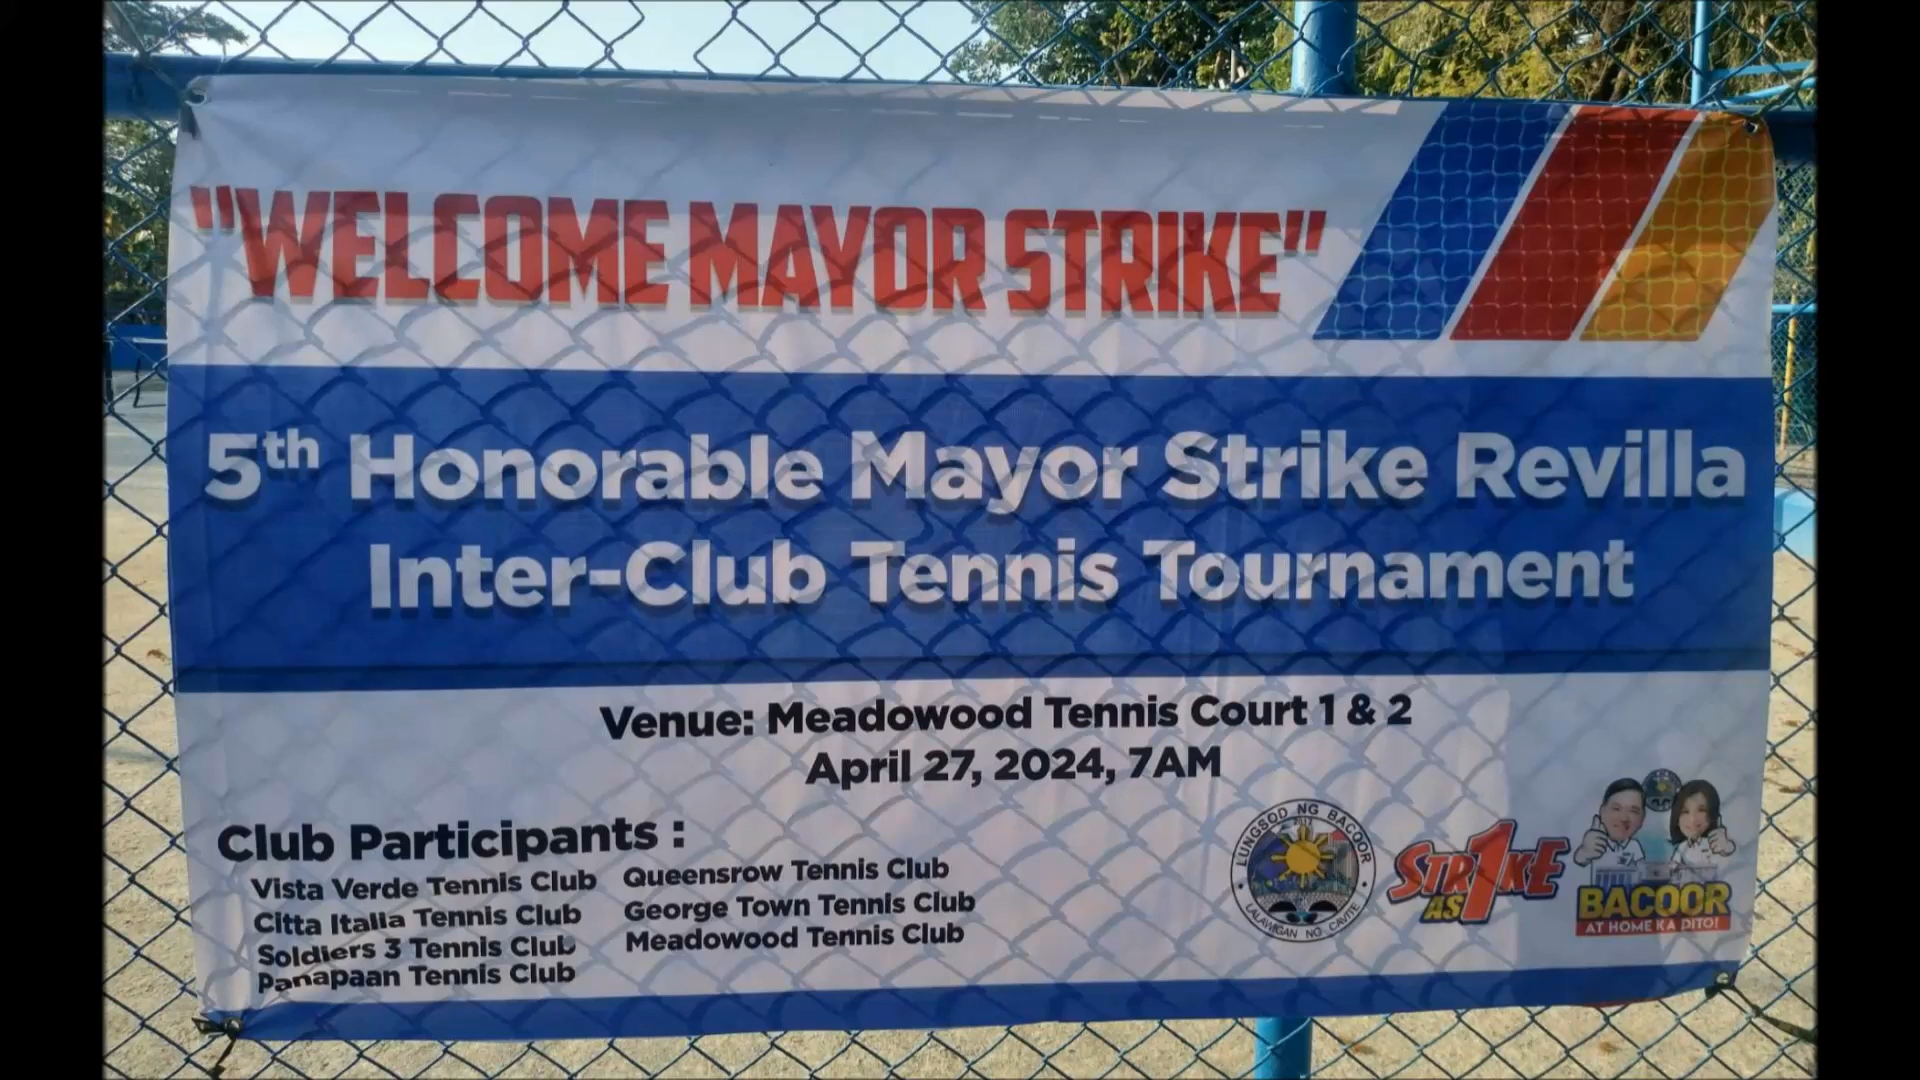 "WELCOME MAYOR STRIKE"
5th Honorable Mayor Strike Revilla
Inter-Club Tennis Tournament
Venue: Meadowood Tennis Court 1 & 2
April 27, 2024, 7AM
Club Participants :
Vista Verde Tennis Club
Citta Italia Tennis Club
Soldiers 3 Tennis Club
Panapaan Tennis Club
Queensrow Tennis Club
George Town Tennis Club
Meadowood Tennis Club
LUNGSOD NG BACOOR
2012
LALAWIGAN NG CAVITE
STR1KE
AS 1
BACOOR
AT HOME KA DITO!